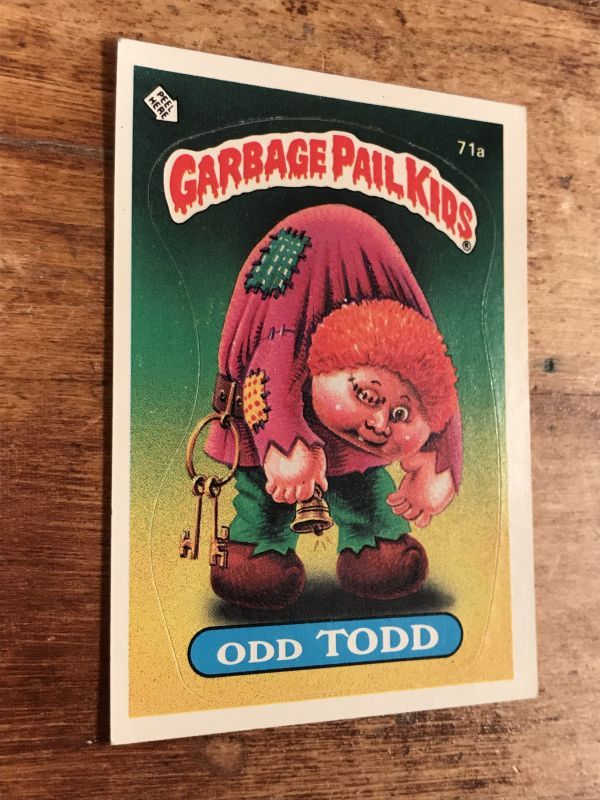 PEEL
HERE
71a
GARBAGE PAIL KIDS®
ODD TODD